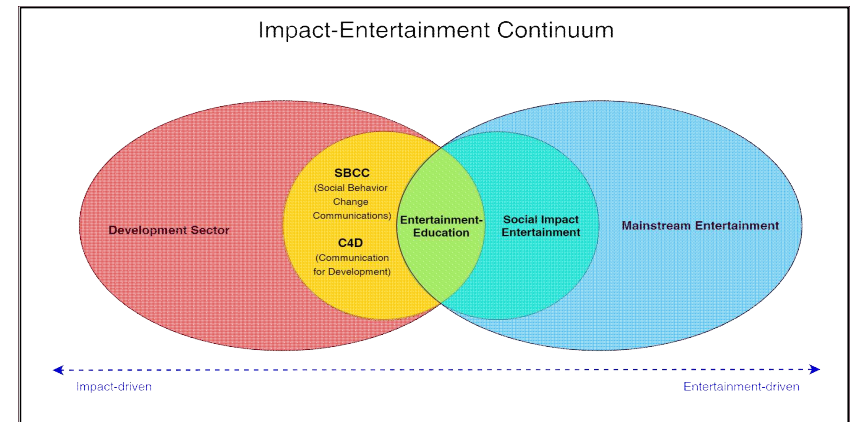 Impact-Entertainment Continuum
SBCC
(Social Behavior
Change
Communications)
C4D
(Communication
for Development)
Development Sector
Entertainment-
Education
Social Impact
Entertainment
Mainstream Entertainment
Impact-driven
Entertainment-driven